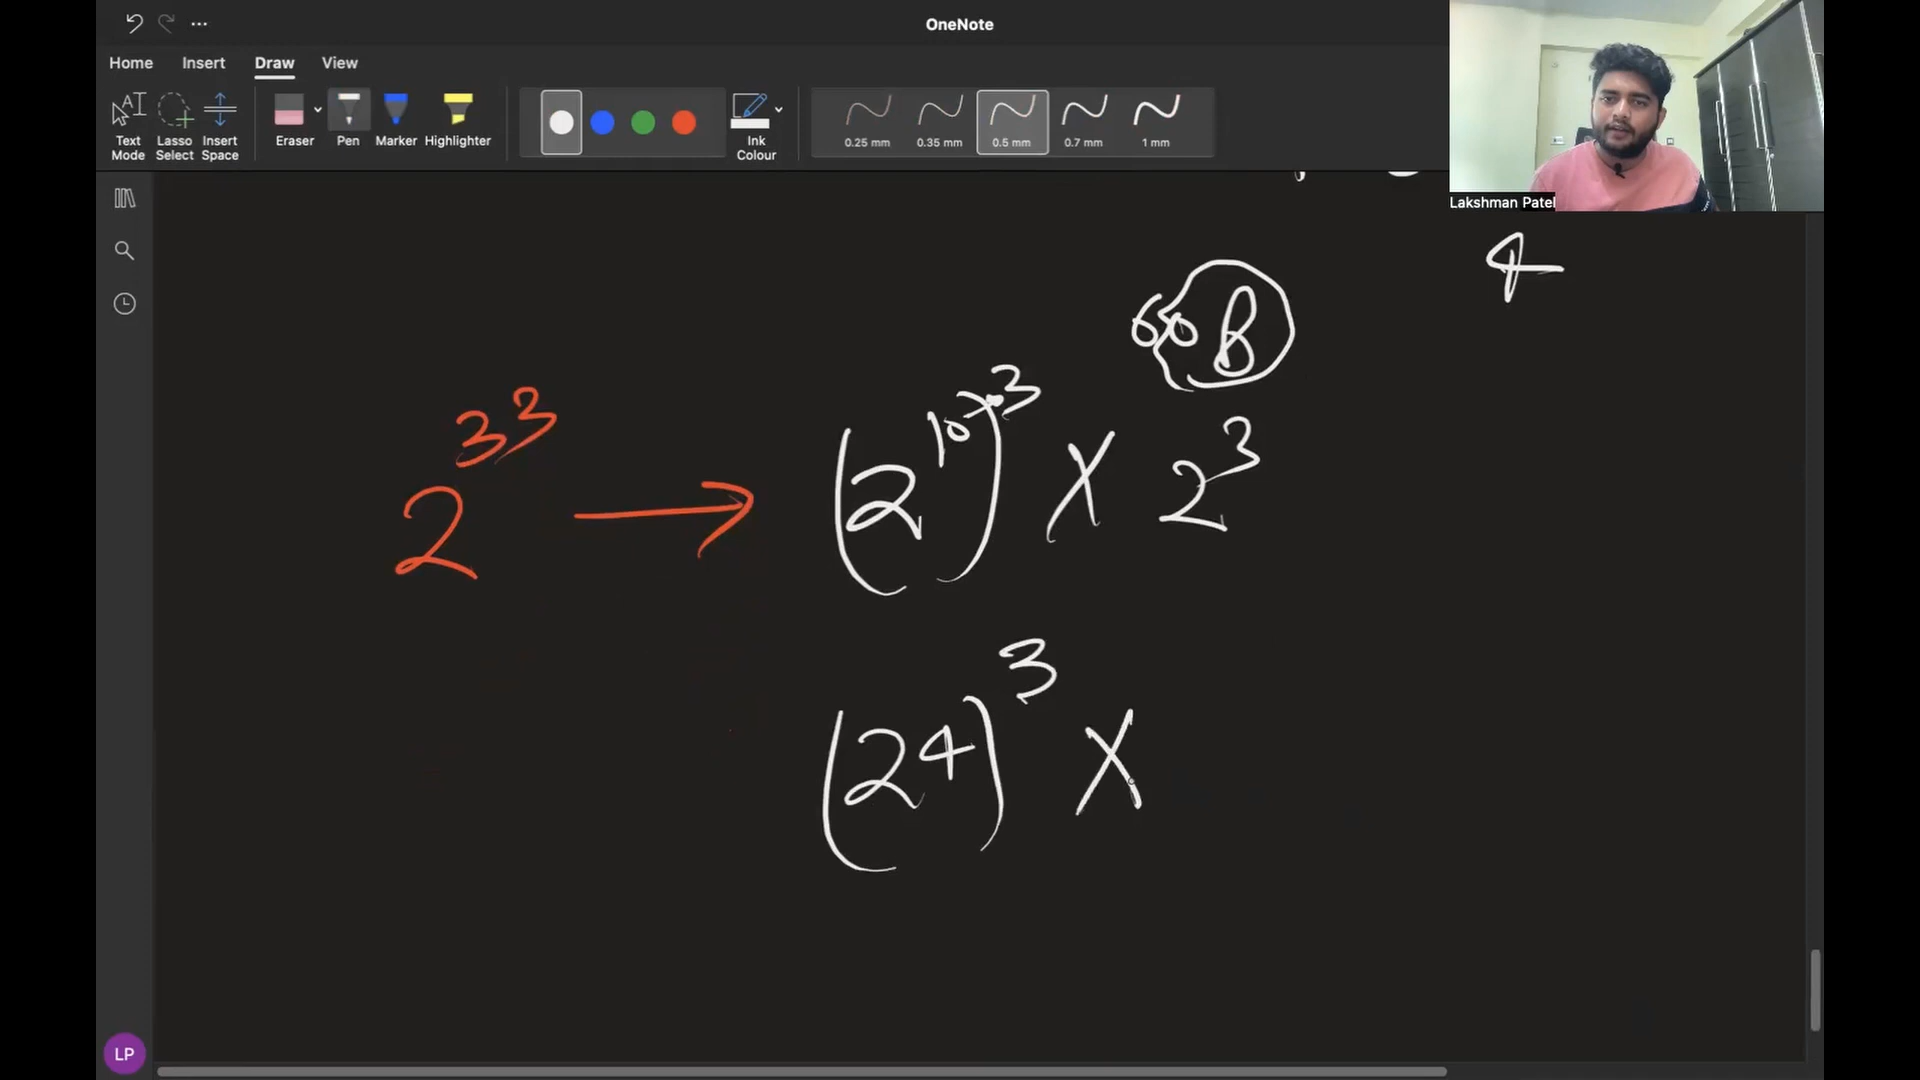 OneNote
Home Insert Draw View
Text Mode
Lasso Select
Insert Space
Eraser
Pen
Marker
Highlighter
Ink Colour
0.25 mm
0.35 mm
0.5 mm
0.7 mm
1 mm
Lakshman Patel
4
2^33 → (2^10)^3 X 2^3
(24)^3 X
LP